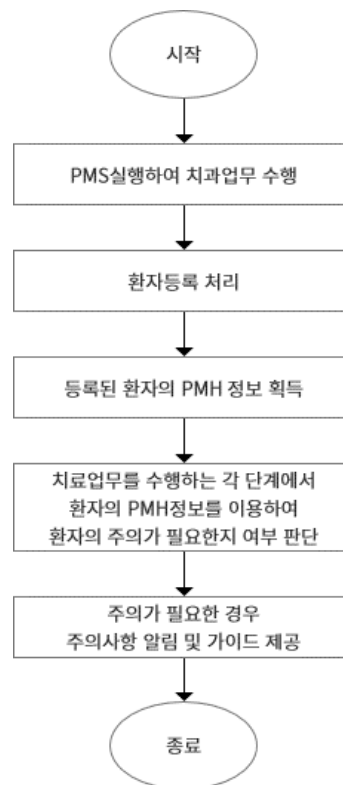 시작
PMS실행하여 치과업무 수행
환자등록 처리
등록된 환자의 PMH 정보 획득
치료업무를 수행하는 각 단계에서
환자의 PMH정보를 이용하여
환자의 주의가 필요한지 여부 판단
주의가 필요한 경우
주의사항 알림 및 가이드 제공
종료